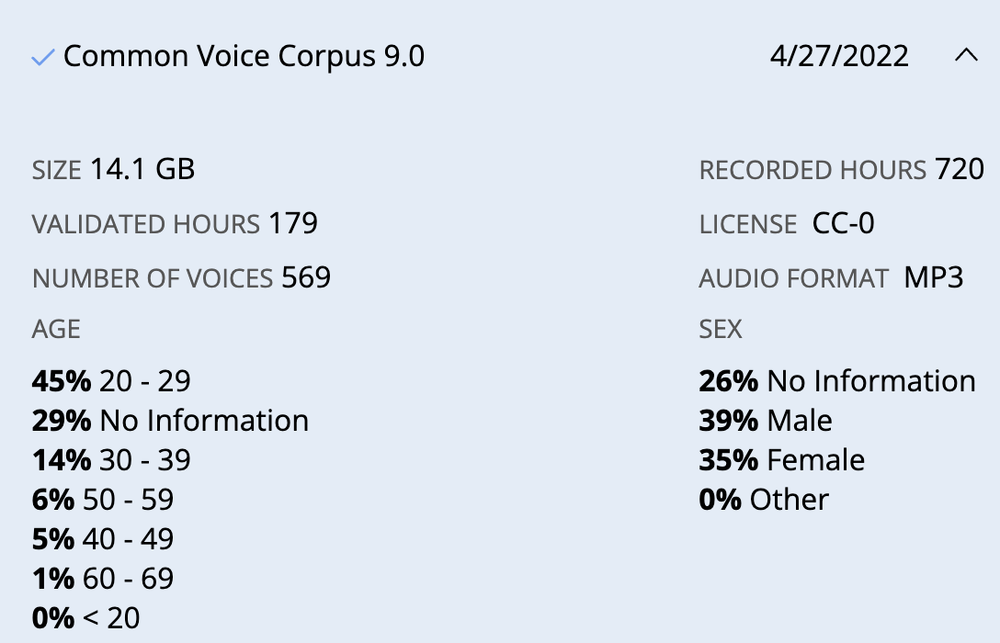 Common Voice Corpus 9.0 4/27/2022
SIZE 14.1 GB RECORDED HOURS 720
VALIDATED HOURS 179 LICENSE CC-0
NUMBER OF VOICES 569 AUDIO FORMAT MP3
AGE SEX
45% 20 - 29 26% No Information
29% No Information 39% Male
14% 30 - 39 35% Female
6% 50 - 59 0% Other
5% 40 - 49
1% 60 - 69
0% < 20